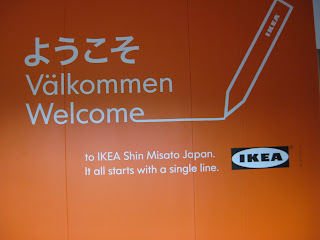 ようこそ
Välkommen
Welcome
IKEA
to IKEA Shin Misato Japan.
It all starts with a single line.
IKEA